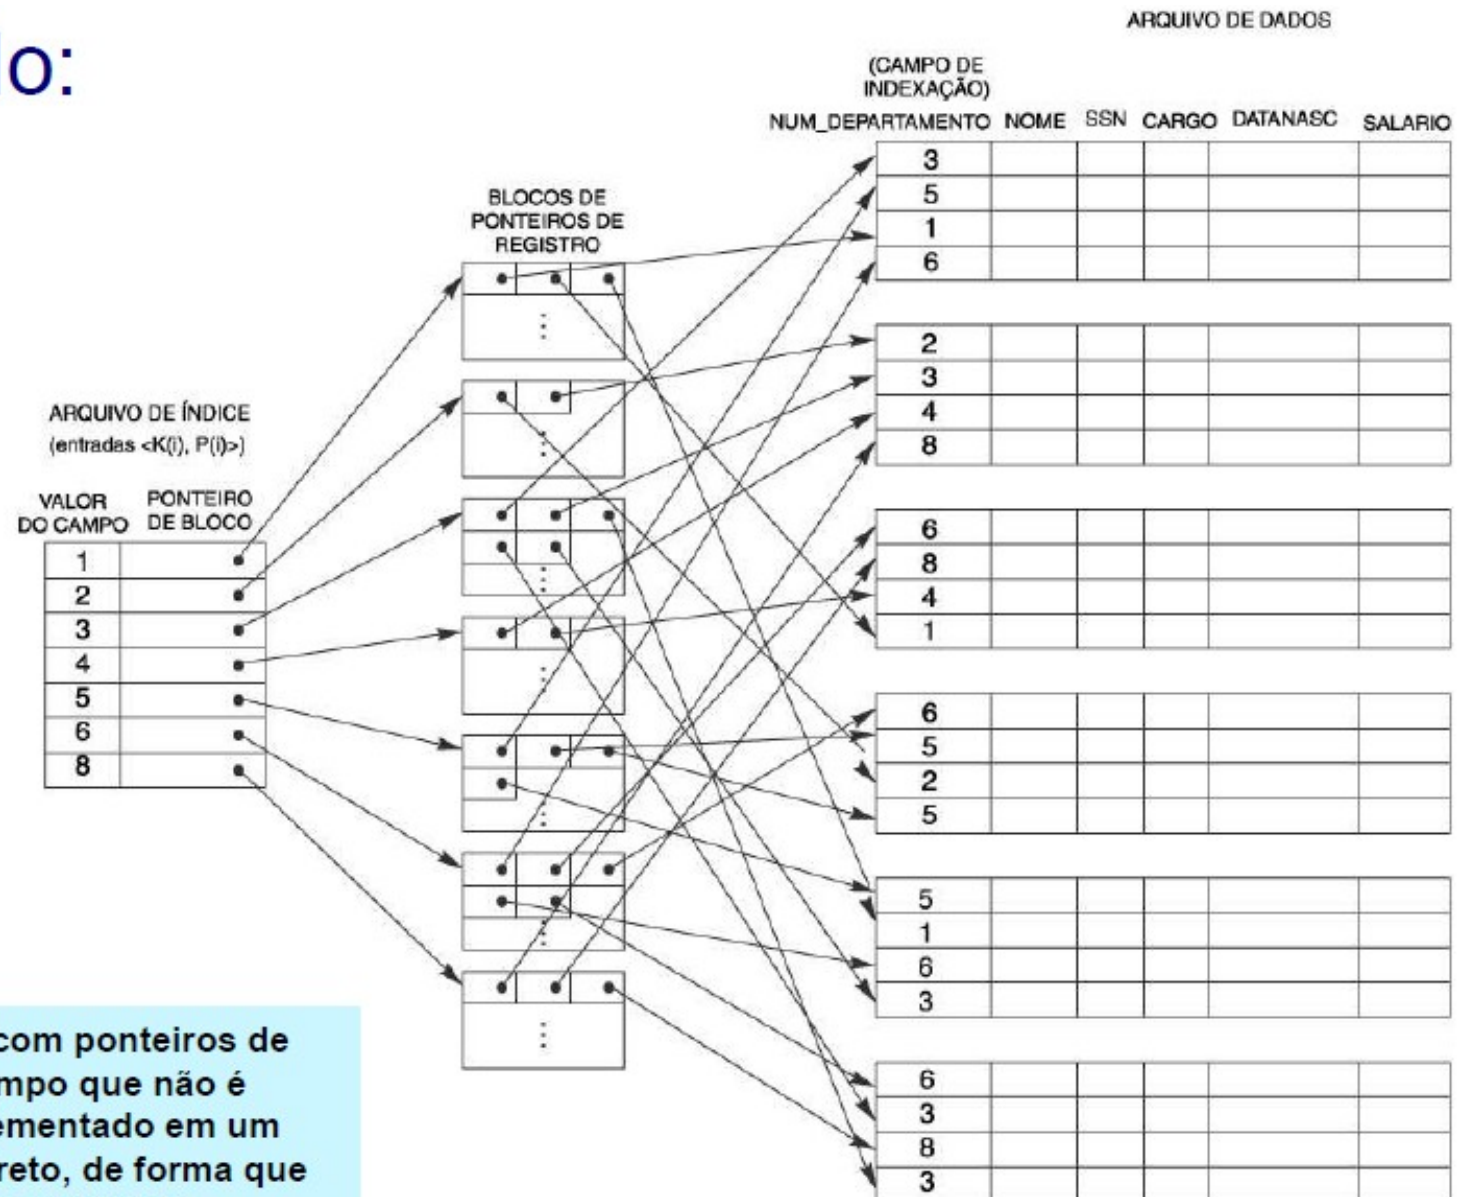 lo:
ARQUIVO DE DADOS
(CAMPO DE
INDEXAÇÃO)
NUM_DEPARTAMENTO NOME SSN CARGO DATANASC SALARIO
3
5
1
6
2
3
4
8
6
8
4
1
6
5
2
5
5
1
6
3
6
3
8
3
BLOCOS DE
PONTEIROS DE
REGISTRO
ARQUIVO DE ÍNDICE
(entradas <K(i), P(i)>)
VALOR
DO CAMPO
PONTEIRO
DE BLOCO
1
2
3
4
5
6
8
com ponteiros de
mpo que não é
ementado em um
reto, de forma que